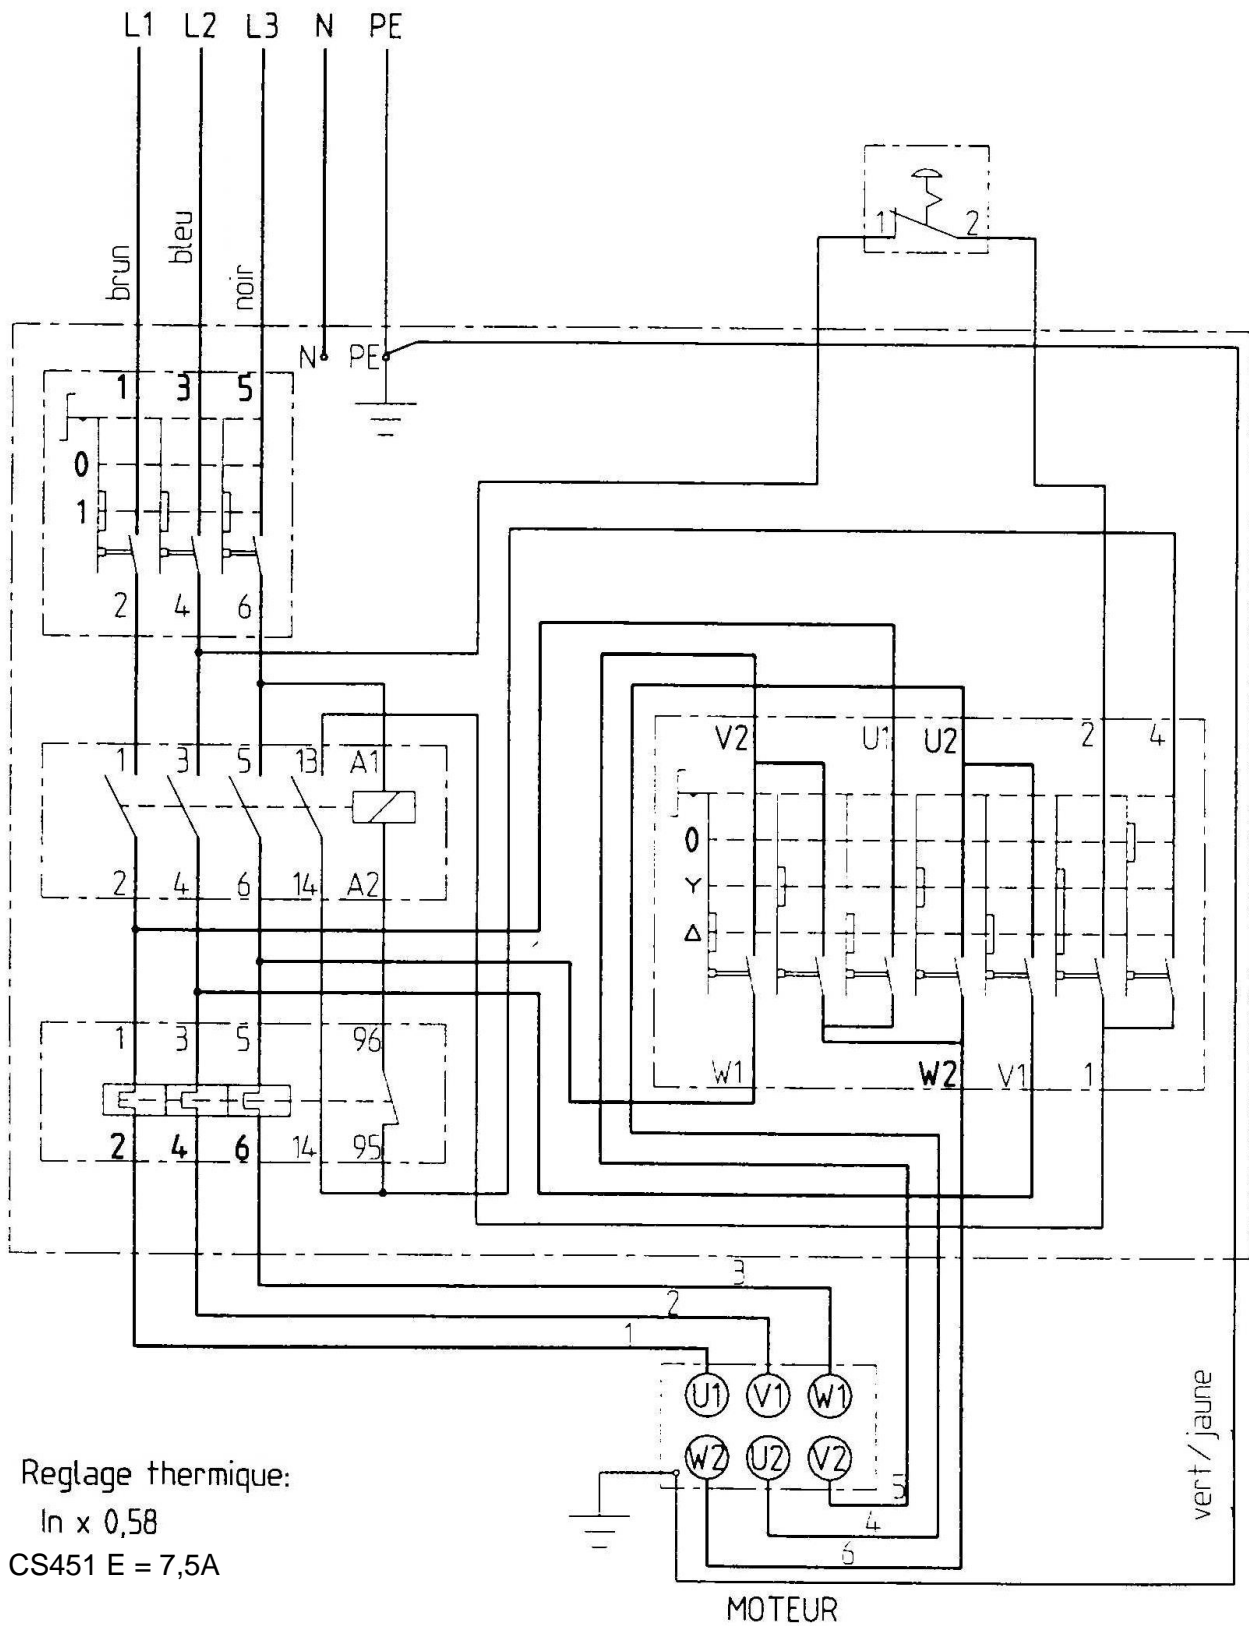 L1 L2 L3 N PE
brun
bleu
noir
1 2
N PE
1 3 5
0
1
2 4 6
V2 U1 U2 2 4
1 3 5 13 A1
0
Y
Δ
2 4 6 14 A2
1 3 5 96
W1 W2 V1 1
2 4 6 14 95
3
2
1
U1 V1 W1
W2 U2 V2
5
4
6
vert/jaune
Reglage thermique:
In x 0,58
CS451 E = 7,5A
MOTEUR